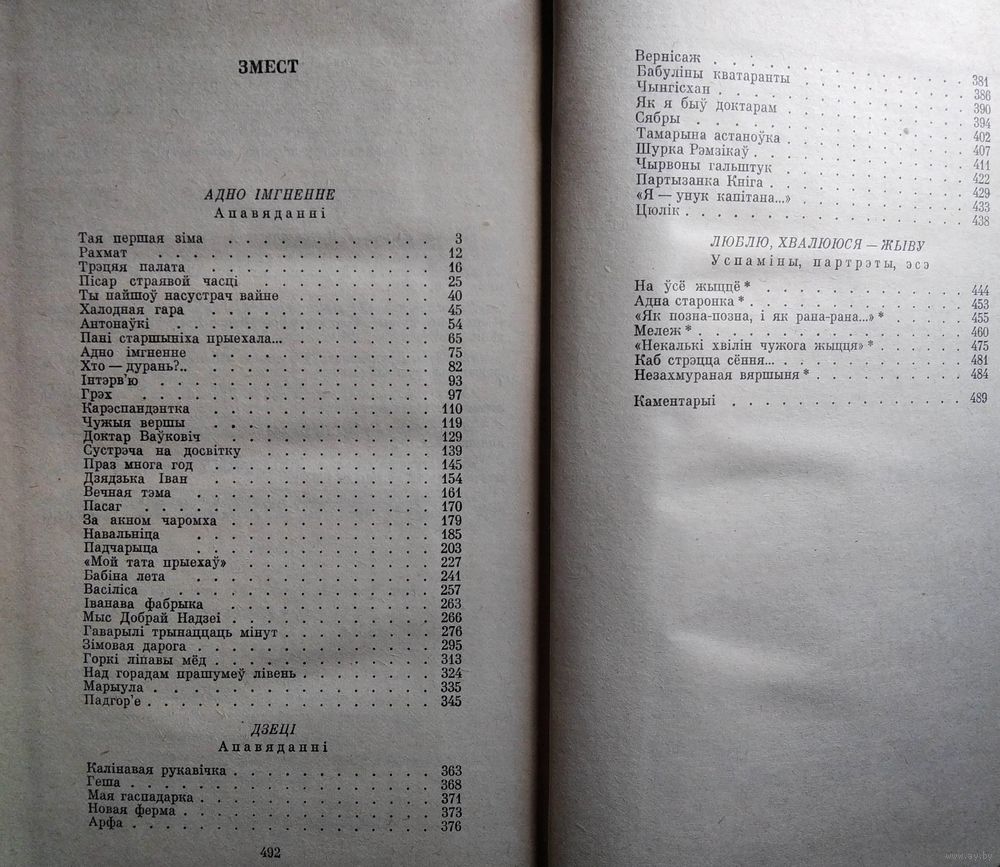 ЗМЕСТ
АДНО ІМГНЕННЕ
Апавяданні
Тая першая зіма . . . . . . . . . . . . 3
Рахмат . . . . . . . . . . . . 12
Трэцяя палата . . . . . . . . . . . . 16
Пісар страявой часці . . . . . . . . . . . . 25
Ты пайшоў насустрач вайне . . . . . . . . . . 40
Халодная гара . . . . . . . . . . . . 45
Антонаўкі . . . . . . . . . . . . 54
Пані старшыніха прыехала... . . . . . . . . . . 65
Адно імгненне . . . . . . . . . . . . 75
Хто — дурань?.. . . . . . . . . . . . 82
Інтэрв'ю . . . . . . . . . . . . 93
Грэх . . . . . . . . . . . . 97
Карэспандэнтка . . . . . . . . . . . . 110
Чужыя вершы . . . . . . . . . . . . 119
Доктар Ваўковіч . . . . . . . . . . . . 129
Сустрэча на досвітку . . . . . . . . . . . 139
Праз многа год . . . . . . . . . . . . 145
Дзядзька Іван . . . . . . . . . . . . 154
Вечная тэма . . . . . . . . . . . . 161
Пасаг . . . . . . . . . . . . 170
За акном чаромха . . . . . . . . . . . . 179
Навальніца . . . . . . . . . . . . 185
Падчарыца . . . . . . . . . . . . 203
«Мой тата прыехаў» . . . . . . . . . . . 227
Бабіна лета . . . . . . . . . . . . 241
Васіліса . . . . . . . . . . . . 257
Іванава фабрыка . . . . . . . . . . . . 263
Мыс Добрай Надзеі . . . . . . . . . . . 266
Гаварылі трынаццаць мінут . . . . . . . . . 276
Зімовая дарога . . . . . . . . . . . . 295
Горкі ліпавы мёд . . . . . . . . . . . . 313
Над горадам прашумеў лівень . . . . . . . . 324
Марыула . . . . . . . . . . . . 335
Падгор'е . . . . . . . . . . . . 345
ДЗЕЦІ
Апавяданні
Калінавая рукавічка . . . . . . . . . . . 363
Геша . . . . . . . . . . . . 368
Мая гаспадарка . . . . . . . . . . . . 371
Новая ферма . . . . . . . . . . . . 373
Арфа . . . . . . . . . . . . 376
492
Вернісаж . . . . . . . . . . . . 381
Бабуліны кватаранты . . . . . . . . . . 386
Чынгісхан . . . . . . . . . . . . 390
Як я быў доктарам . . . . . . . . . . . 394
Сябры . . . . . . . . . . . . 402
Тамарына астаноўка . . . . . . . . . . . 407
Шурка Рэмзікаў . . . . . . . . . . . . 411
Чырвоны гальштук . . . . . . . . . . . 422
Партызанка Кніга . . . . . . . . . . . 429
«Я — унук капітана...» . . . . . . . . . . 433
Цюлік . . . . . . . . . . . . 438
ЛЮБЛЮ, ХВАЛЮЮСЯ — ЖЫВУ
Успаміны, партрэты, эсэ
На ўсё жыццё * . . . . . . . . . . . 444
Адна старонка * . . . . . . . . . . . 453
«Як позна-позна, і як рана-рана...» * . . . . . 455
Мележ * . . . . . . . . . . . . 460
«Некалькі хвілін чужога жыцця» * . . . . . 475
Каб стрэцца сёння... . . . . . . . . . . . 481
Незахмураная вяршыня * . . . . . . . . . 484
Каментарыі . . . . . . . . . . . . 489
www.ay.by